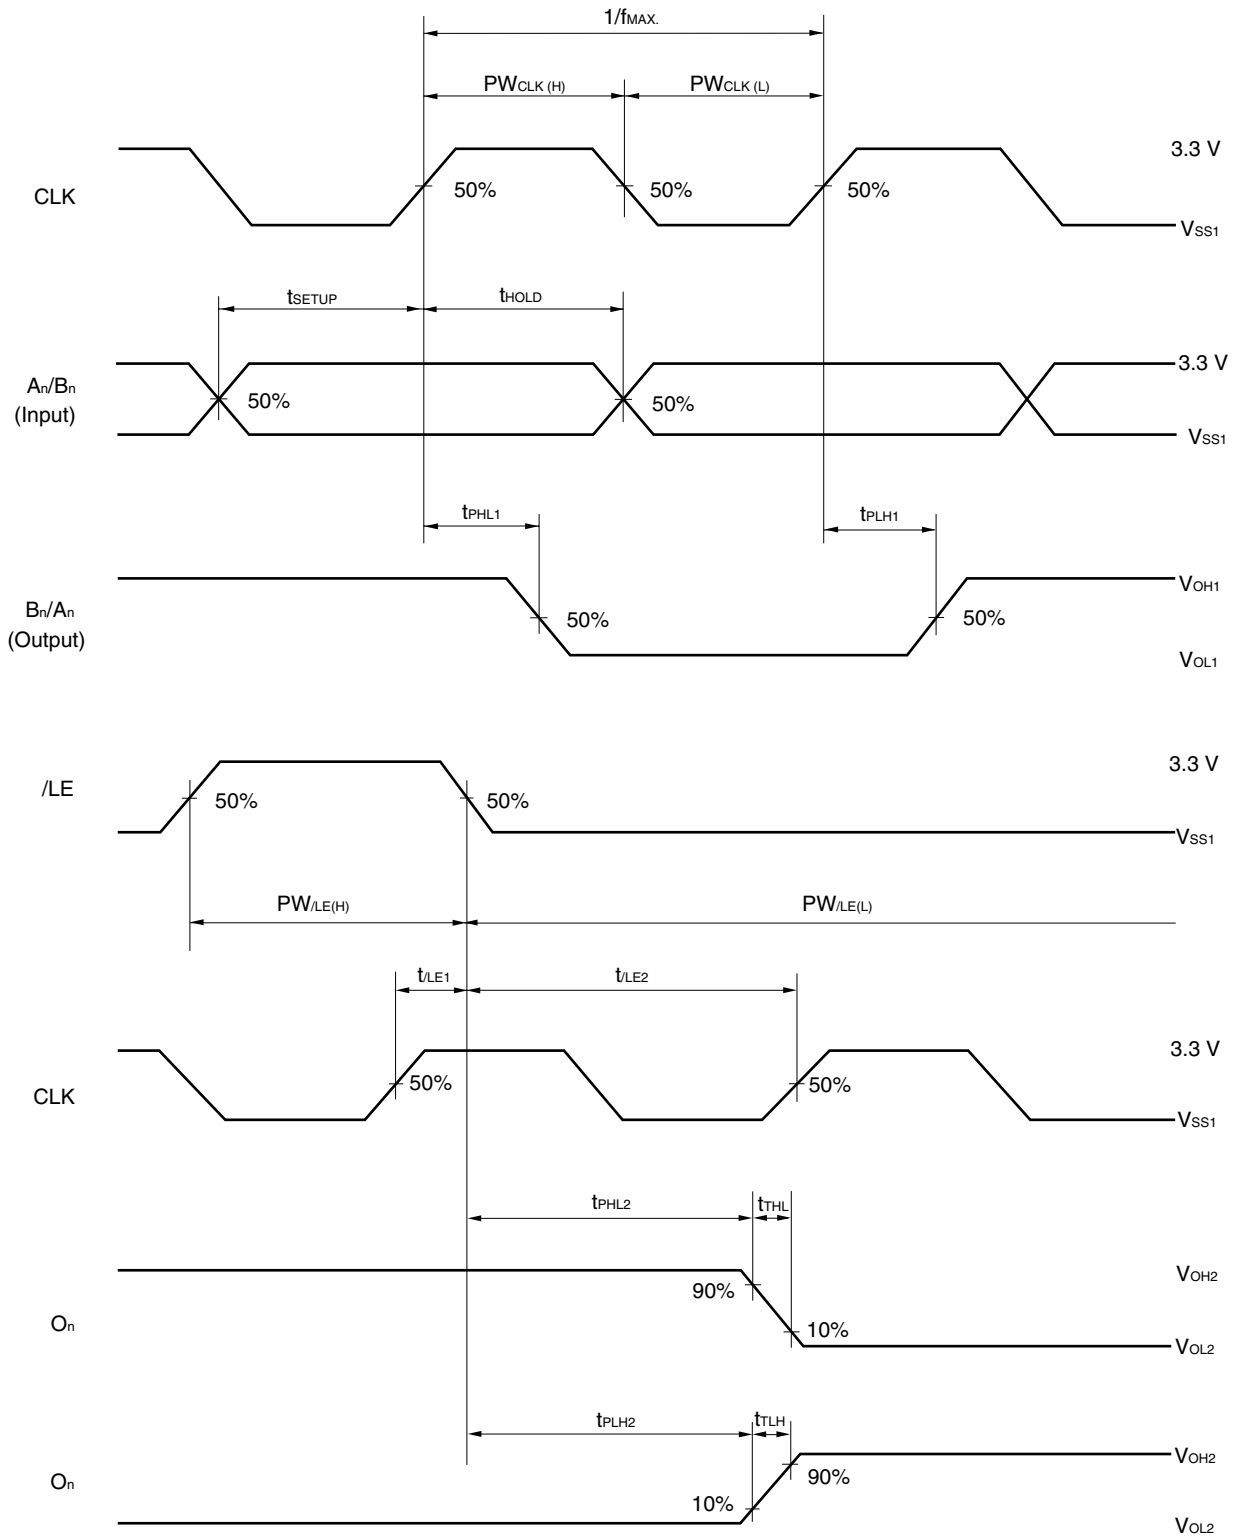 1/fMAX.
PWCLK (H) PWCLK (L)
3.3 V
CLK 50% 50% 50%
VSS1
tSETUP tHOLD
3.3 V
An/Bn 50% 50%
(Input)
VSS1
tPHL1 tPLH1
VOH1
Bn/An 50% 50%
(Output)
VOL1
3.3 V
/LE 50% 50%
VSS1
PW/LE(H) PW/LE(L)
t/LE1 t/LE2
3.3 V
50% 50%
CLK
VSS1
tPHL2 tTHL
VOH2
90%
On 10%
VOL2
tPLH2 tTLH
VOH2
On 90%
10%
VOL2